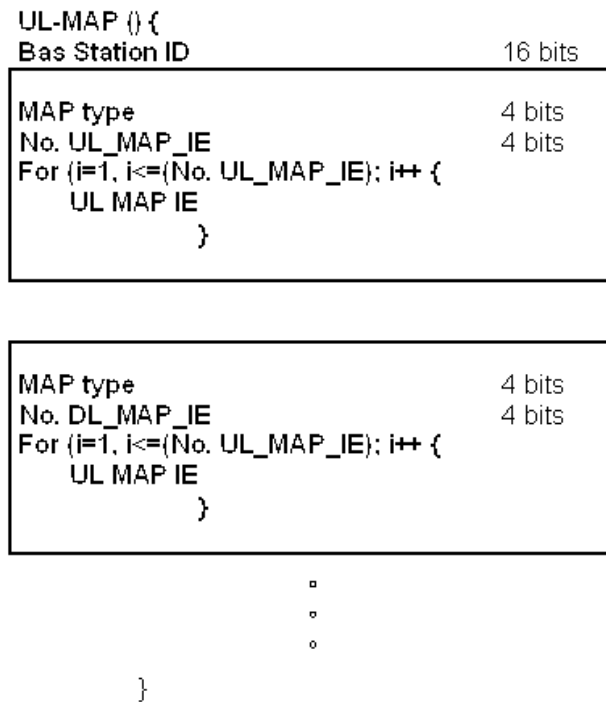 UL-MAP () {
Bas Station ID 16 bits
MAP type 4 bits
No. UL_MAP_IE 4 bits
For (i=1, i<=(No. UL_MAP_IE); i++ {
UL MAP IE
}
MAP type 4 bits
No. DL_MAP_IE 4 bits
For (i=1, i<=(No. UL_MAP_IE); i++ {
UL MAP IE
}
}